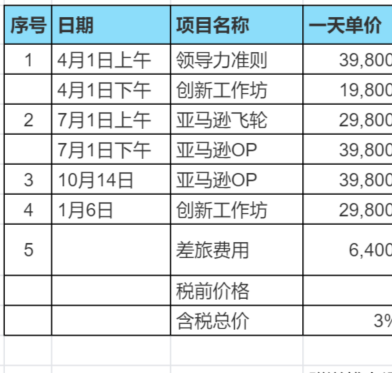 序号 日期 项目名称 一天单价
1 4月1日上午 领导力准则 39,800
4月1日下午 创新工作坊 19,800
2 7月1日上午 亚马逊飞轮 29,800
7月1日下午 亚马逊OP 39,800
3 10月14日 亚马逊OP 39,800
4 1月6日 创新工作坊 29,800
5 差旅费用 6,400
税前价格
含税总价 3%